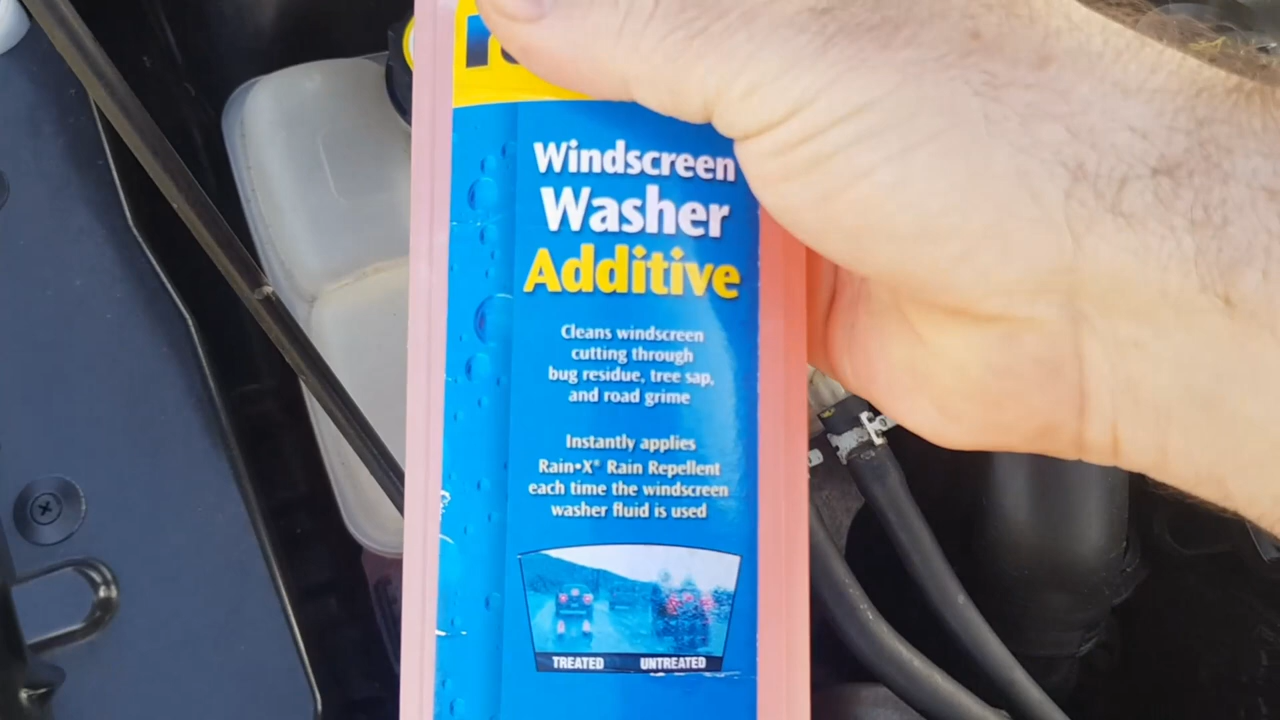 Windscreen
Washer
Additive
Cleans windscreen
cutting through
bug residue, tree sap,
and road grime
Instantly applies
Rain•X® Rain Repellent
each time the windscreen
washer fluid is used
TREATED UNTREATED